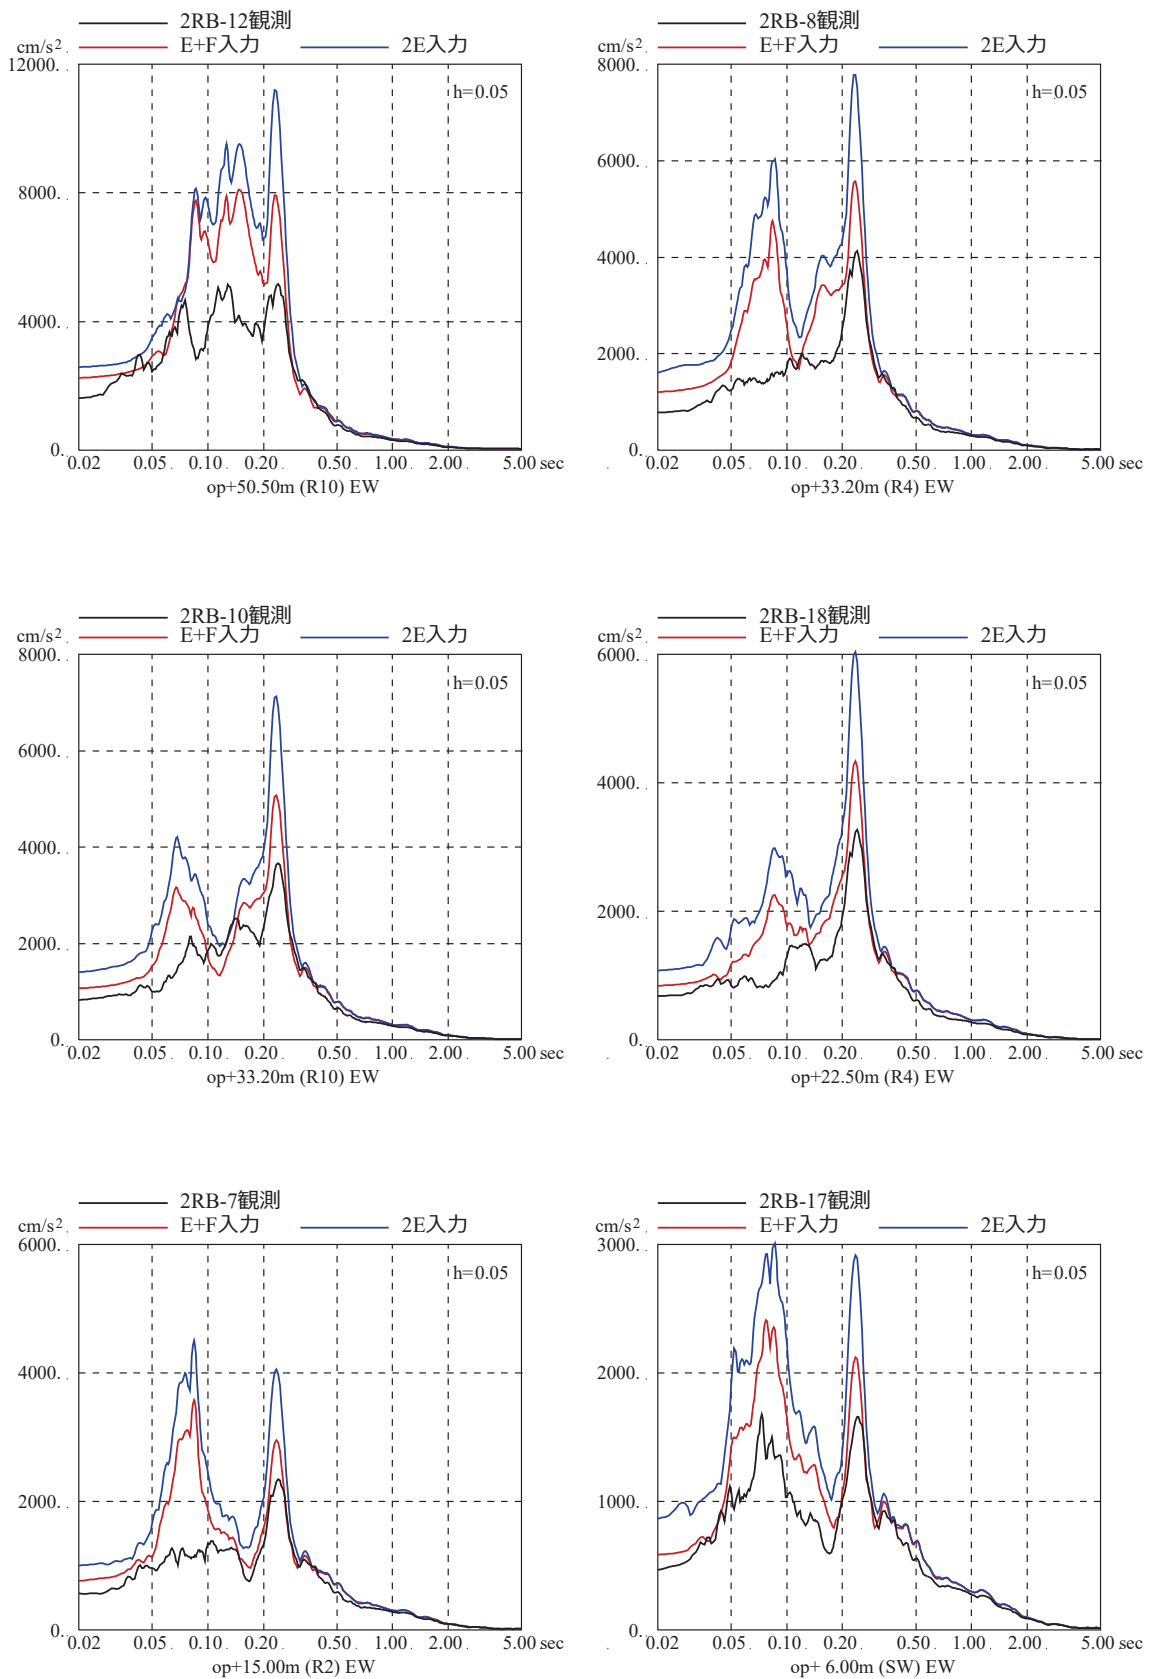 2RB-12観測
cm/s² E+F入力 2E入力
12000.
h=0.05
8000.
4000.
0.
0.02 0.05 0.10 0.20 0.50 1.00 2.00 5.00 sec
op+50.50m (R10) EW
2RB-8観測
cm/s² E+F入力 2E入力
8000.
h=0.05
6000.
4000.
2000.
0.
0.02 0.05 0.10 0.20 0.50 1.00 2.00 5.00 sec
op+33.20m (R4) EW
2RB-10観測
cm/s² E+F入力 2E入力
8000.
h=0.05
6000.
4000.
2000.
0.
0.02 0.05 0.10 0.20 0.50 1.00 2.00 5.00 sec
op+33.20m (R10) EW
2RB-18観測
cm/s² E+F入力 2E入力
6000.
h=0.05
4000.
2000.
0.
0.02 0.05 0.10 0.20 0.50 1.00 2.00 5.00 sec
op+22.50m (R4) EW
2RB-7観測
cm/s² E+F入力 2E入力
6000.
h=0.05
4000.
2000.
0.
0.02 0.05 0.10 0.20 0.50 1.00 2.00 5.00 sec
op+15.00m (R2) EW
2RB-17観測
cm/s² E+F入力 2E入力
3000.
h=0.05
2000.
1000.
0.
0.02 0.05 0.10 0.20 0.50 1.00 2.00 5.00 sec
op+ 6.00m (SW) EW